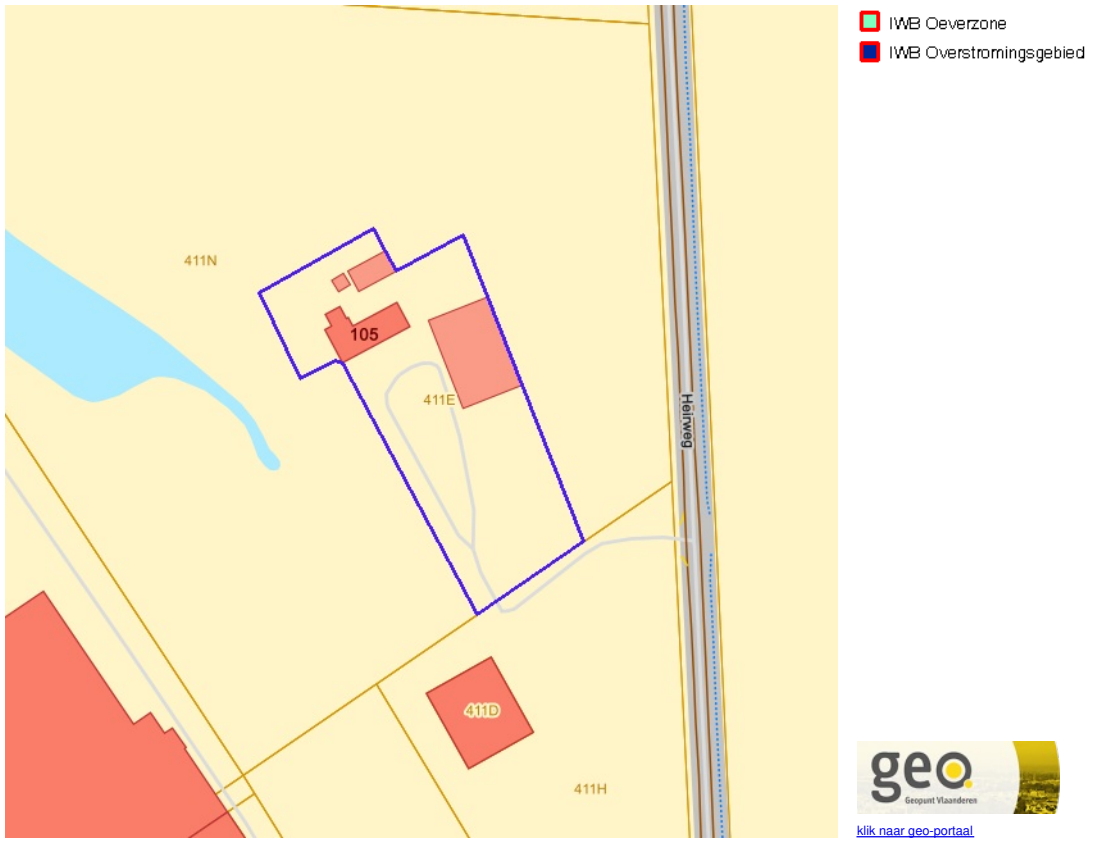 IWB Oeverzone
IWB Overstromingsgebied
411N
105
411E
Heirweg
411D
411H
geo
Geopunt Vlaanderen
klik naar geo-portaal